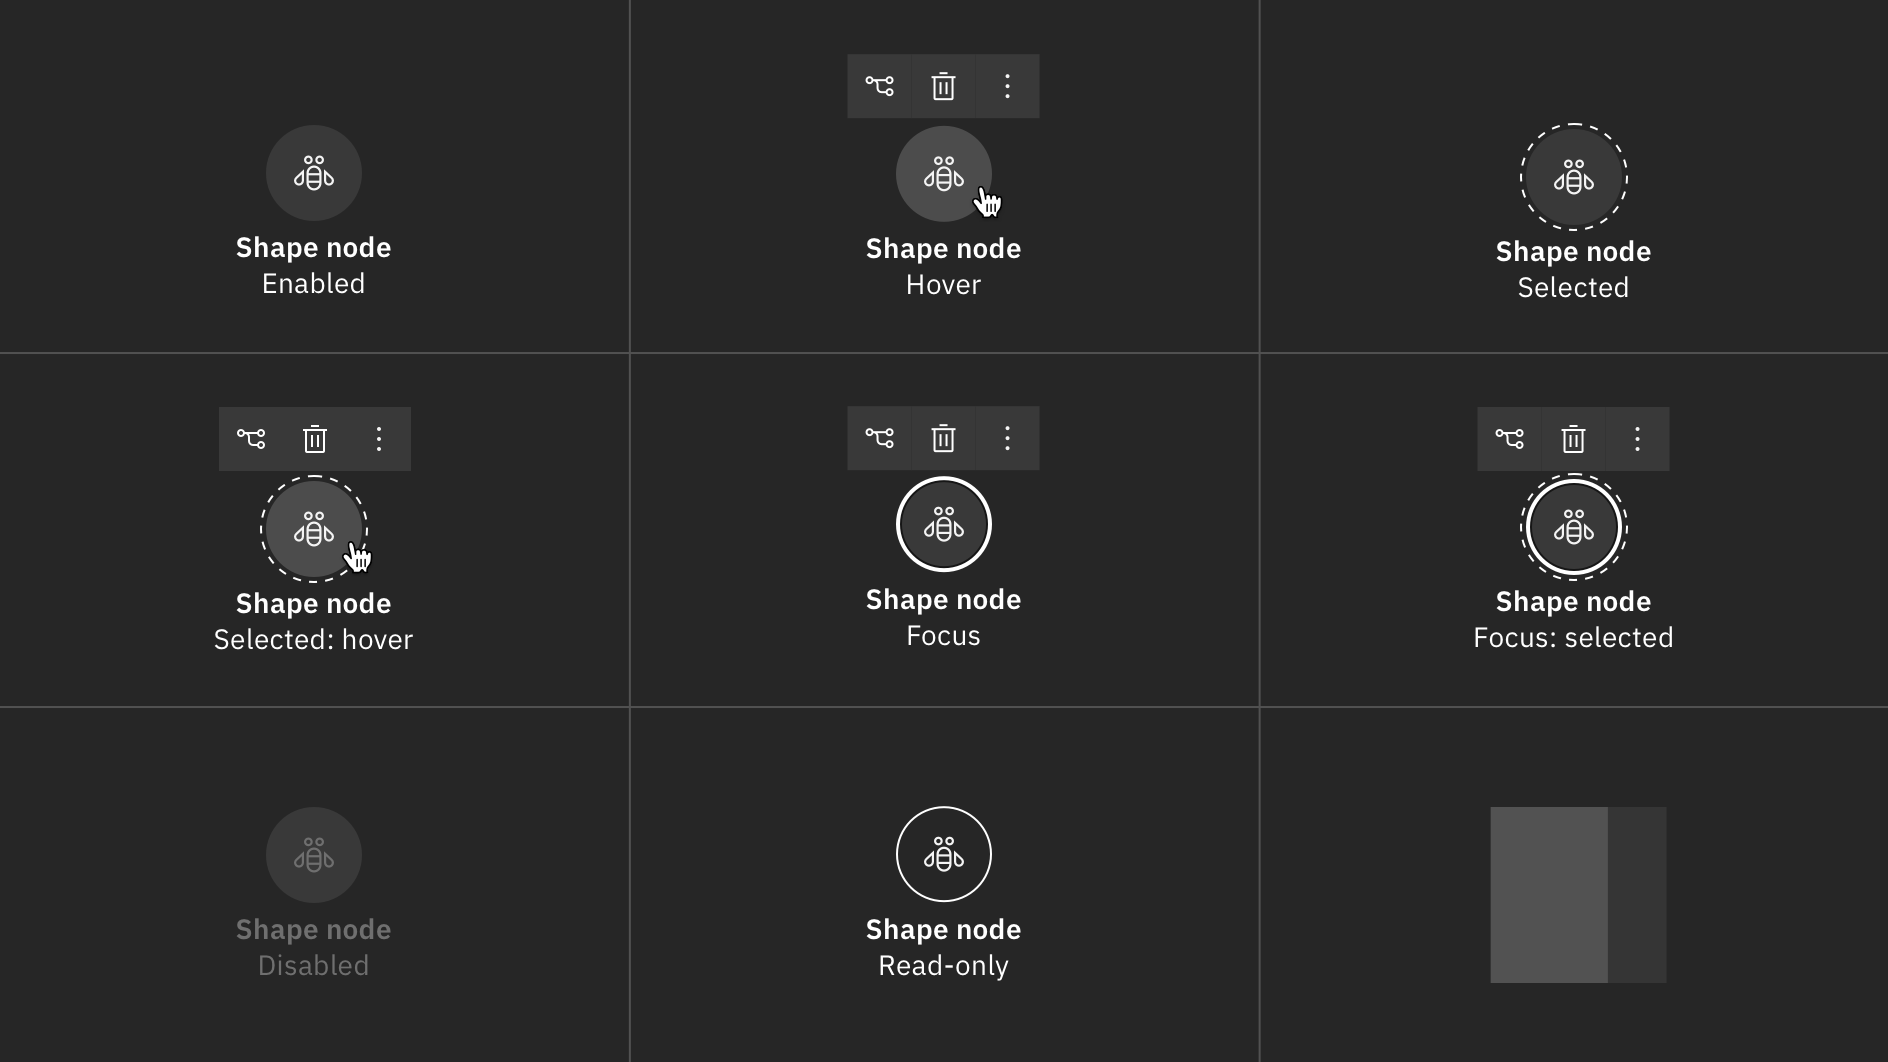 Shape node
Enabled
Shape node
Hover
Shape node
Selected
Shape node
Selected: hover
Shape node
Focus
Shape node
Focus: selected
Shape node
Disabled
Shape node
Read-only